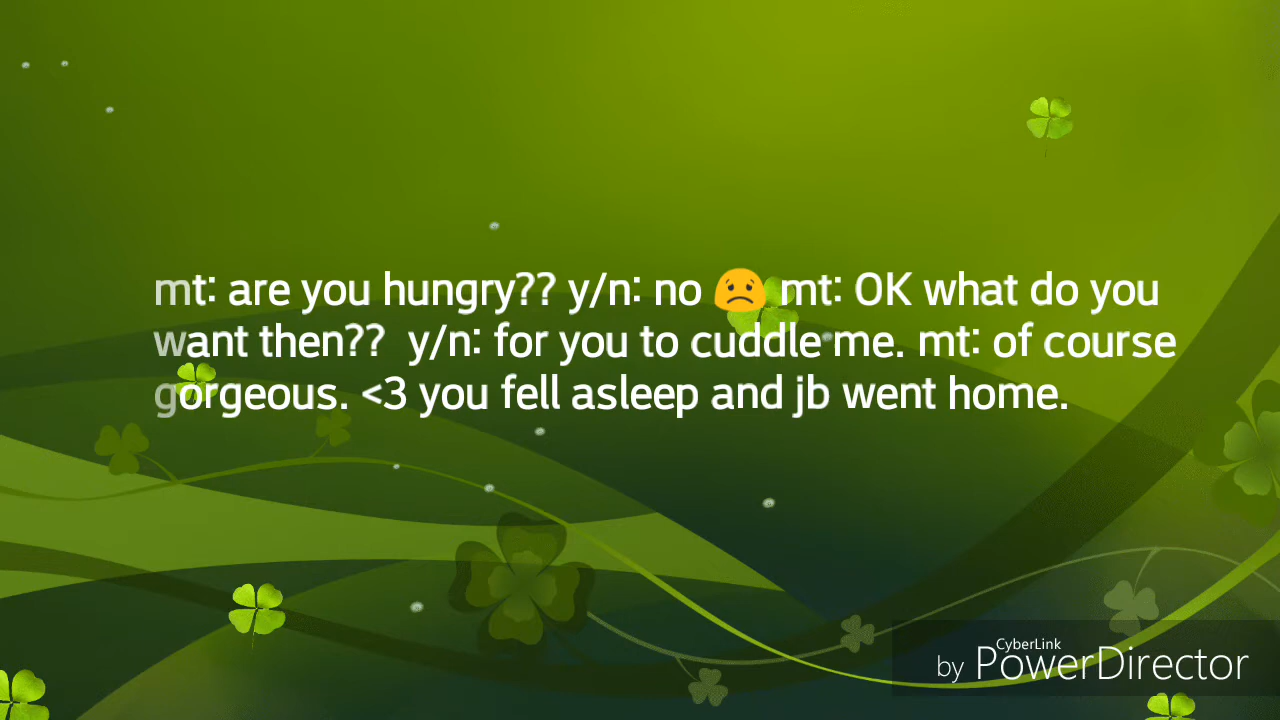 mt: are you hungry?? y/n: no 😟 mt: OK what do you
want then??  y/n: for you to cuddle me. mt: of course
gorgeous. <3 you fell asleep and jb went home.
CyberLink
by PowerDirector